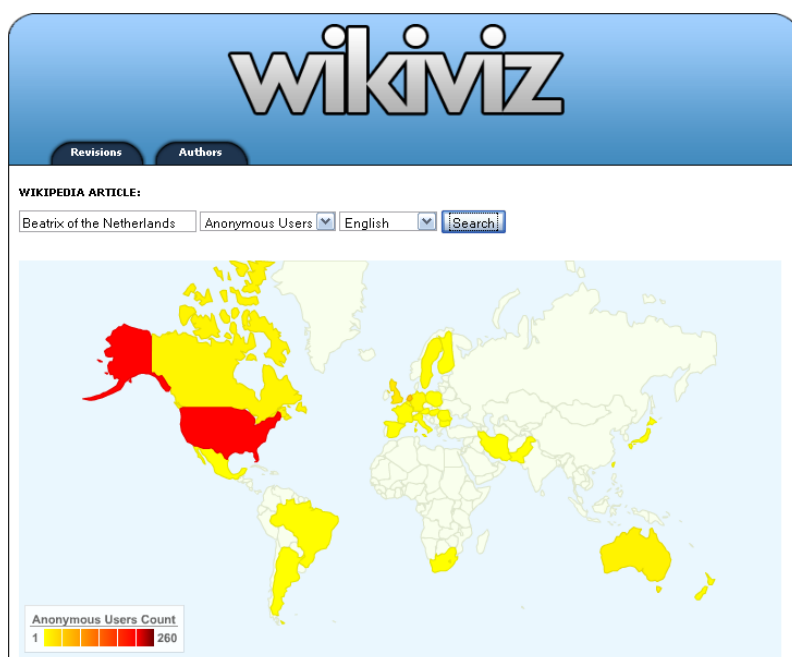 wikiviz
Revisions Authors
WIKIPEDIA ARTICLE:
Beatrix of the Netherlands Anonymous Users English Search
Anonymous Users Count
1 260